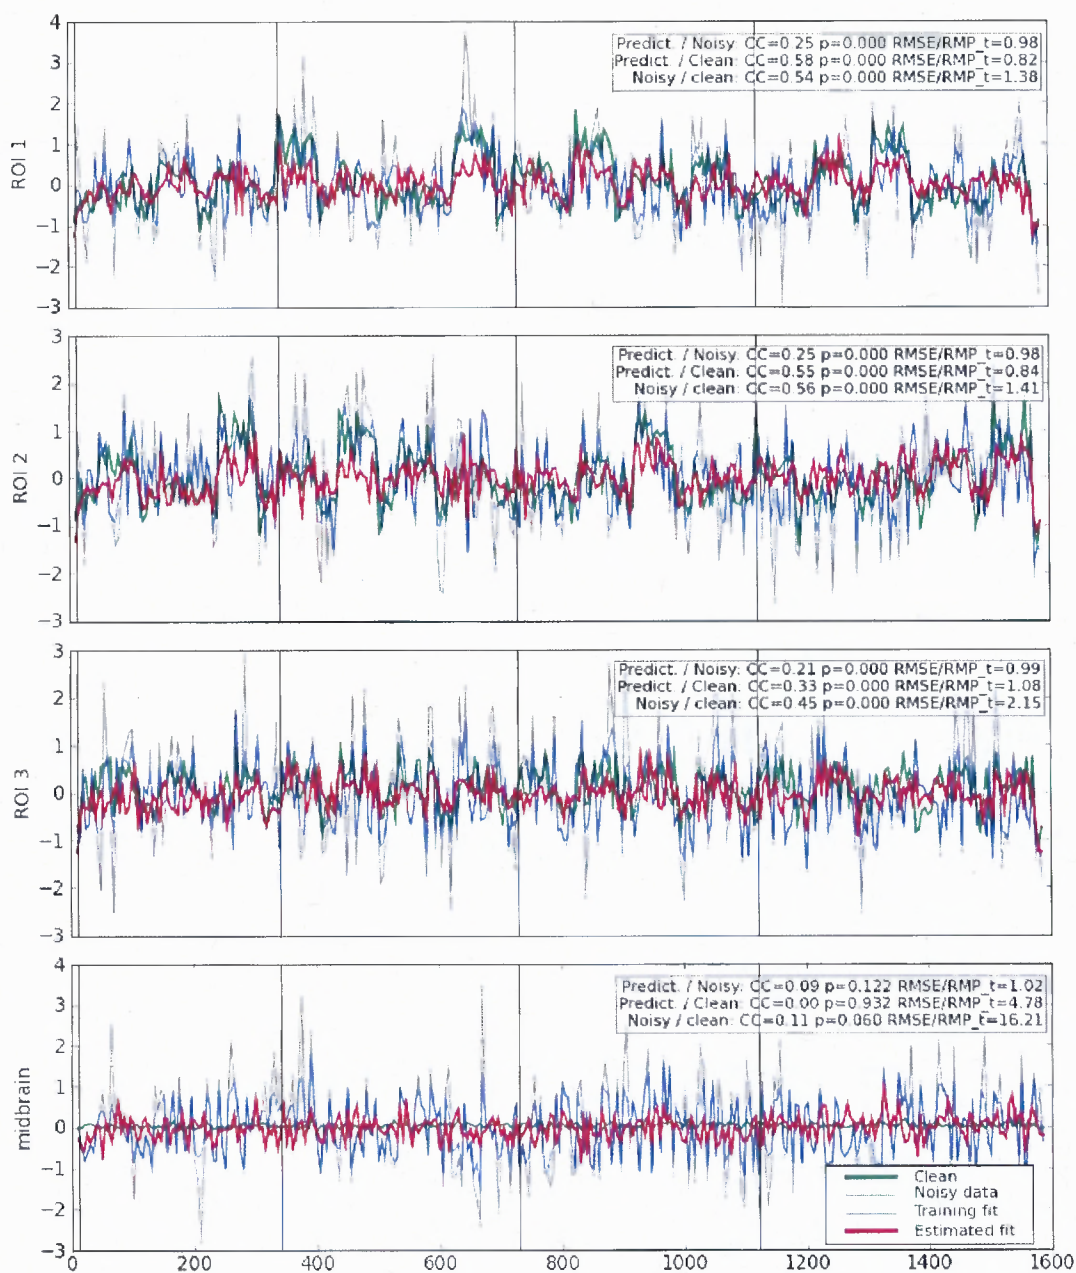 4
3
2
1
0
−1
−2
−3
ROI 1
Predict. / Noisy: CC=0.25 p=0.000 RMSE/RMP_t=0.98
Predict. / Clean: CC=0.58 p=0.000 RMSE/RMP_t=0.82
Noisy / clean: CC=0.54 p=0.000 RMSE/RMP_t=1.38
3
2
1
0
−1
−2
−3
ROI 2
Predict. / Noisy: CC=0.25 p=0.000 RMSE/RMP_t=0.98
Predict. / Clean: CC=0.55 p=0.000 RMSE/RMP_t=0.84
Noisy / clean: CC=0.56 p=0.000 RMSE/RMP_t=1.41
3
2
1
0
−1
−2
−3
ROI 3
Predict. / Noisy: CC=0.21 p=0.000 RMSE/RMP_t=0.99
Predict. / Clean: CC=0.33 p=0.000 RMSE/RMP_t=1.08
Noisy / clean: CC=0.45 p=0.000 RMSE/RMP_t=2.15
4
3
2
1
0
−1
−2
−3
midbrain
Predict. / Noisy: CC=0.09 p=0.122 RMSE/RMP_t=1.02
Predict. / Clean: CC=0.00 p=0.932 RMSE/RMP_t=4.78
Noisy / clean: CC=0.11 p=0.060 RMSE/RMP_t=16.21
Clean
Noisy data
Training fit
Estimated fit
0 200 400 600 800 1000 1200 1400 1600